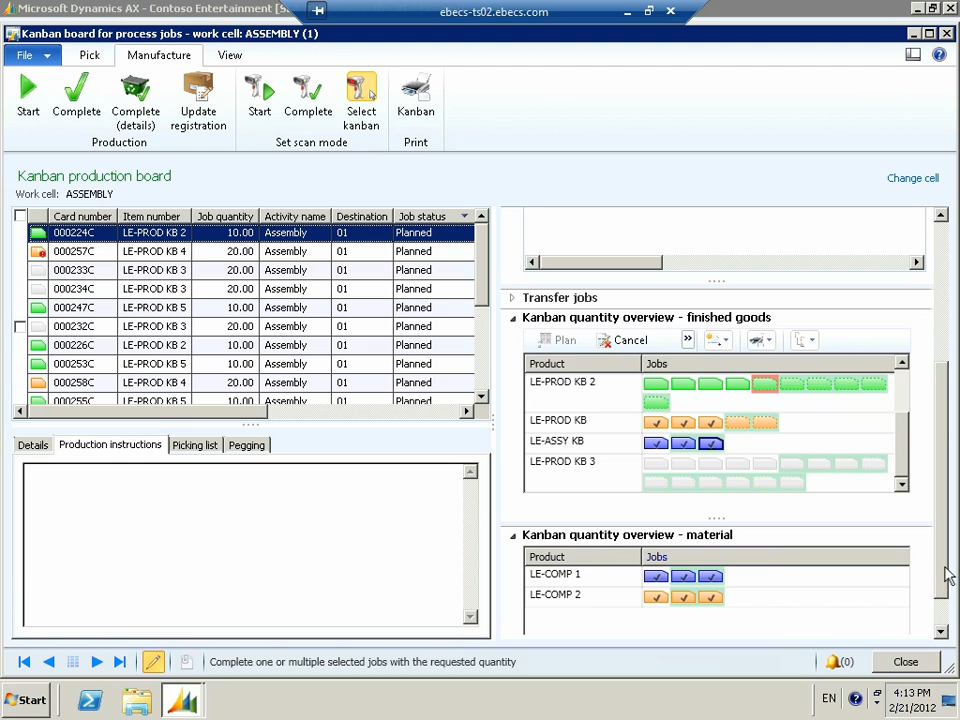 Microsoft Dynamics AX - Contoso Entertainment [Se
ebecs-ts02.ebecs.com
Kanban board for process jobs - work cell: ASSEMBLY (1)
File Pick Manufacture View
Start Complete Complete (details) Update registration Start Complete Select kanban Kanban
Production Set scan mode Print
Kanban production board
Change cell
Work cell: ASSEMBLY
Card number Item number Job quantity Activity name Destination Job status
000224C LE-PROD KB 2 10.00 Assembly 01 Planned
000257C LE-PROD KB 4 20.00 Assembly 01 Planned
000233C LE-PROD KB 3 20.00 Assembly 01 Planned
000234C LE-PROD KB 3 20.00 Assembly 01 Planned
000247C LE-PROD KB 5 10.00 Assembly 01 Planned
000232C LE-PROD KB 3 20.00 Assembly 01 Planned
000226C LE-PROD KB 2 10.00 Assembly 01 Planned
000253C LE-PROD KB 5 10.00 Assembly 01 Planned
000258C LE-PROD KB 4 20.00 Assembly 01 Planned
000255C LE-PROD KB 5 10.00 Assembly 01 Planned
Details Production instructions Picking list Pegging
Transfer jobs
Kanban quantity overview - finished goods
Plan Cancel »
Product Jobs
LE-PROD KB 2
LE-PROD KB
LE-ASSY KB
LE-PROD KB 3
Kanban quantity overview - material
Product Jobs
LE-COMP 1
LE-COMP 2
Complete one or multiple selected jobs with the requested quantity
(0) Close
Start
EN
4:13 PM
2/21/2012